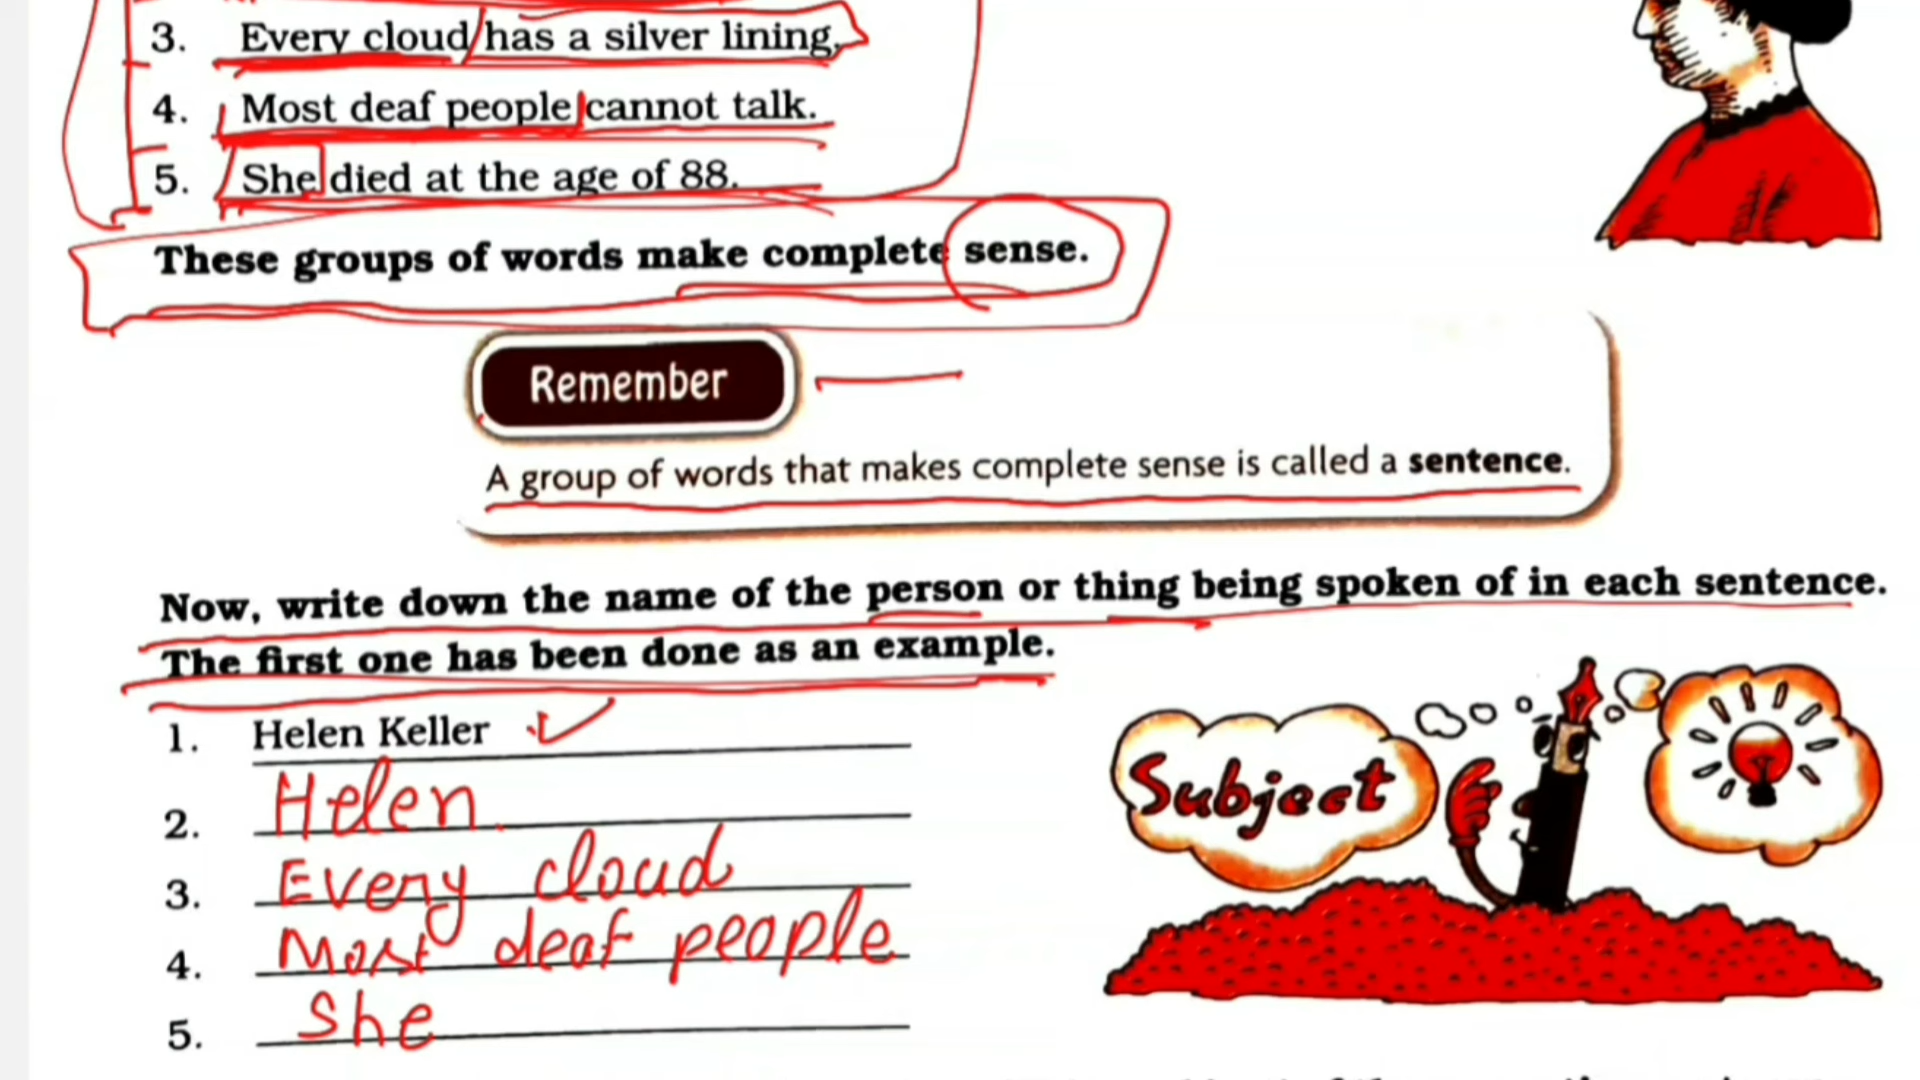 3. Every cloud has a silver lining.
4. Most deaf people cannot talk.
5. She died at the age of 88.
These groups of words make complete sense.
Remember
A group of words that makes complete sense is called a sentence.
Now, write down the name of the person or thing being spoken of in each sentence.
The first one has been done as an example.
1. Helen Keller
2. Helen
3. Every cloud
4. Most deaf people
5. She
Subject